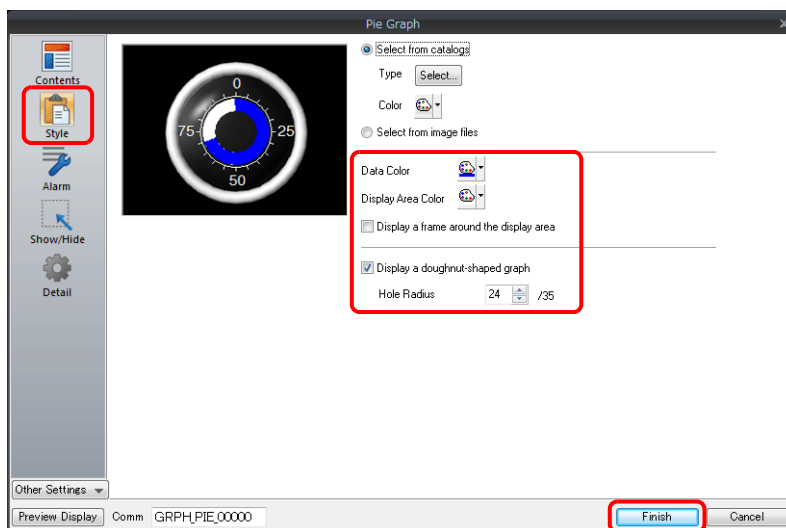 Pie Graph
Contents
Style
Alarm
Show/Hide
Detail
Other Settings
0
75
25
50
Select from catalogs
Type Select...
Color
Select from image files
Data Color
Display Area Color
Display a frame around the display area
Display a doughnut-shaped graph
Hole Radius 24 /35
Preview Display Comm GRPH_PIE_00000 Finish Cancel